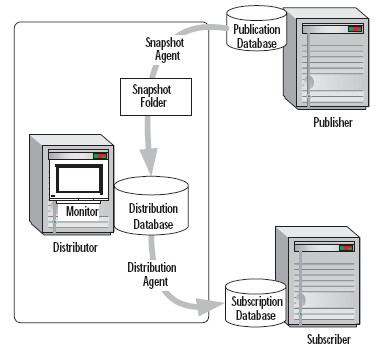 Publication
Database
Snapshot
Agent
Snapshot
Folder
Publisher
Monitor
Distribution
Database
Distributor
Distribution
Agent
Subscription
Database
Subscriber